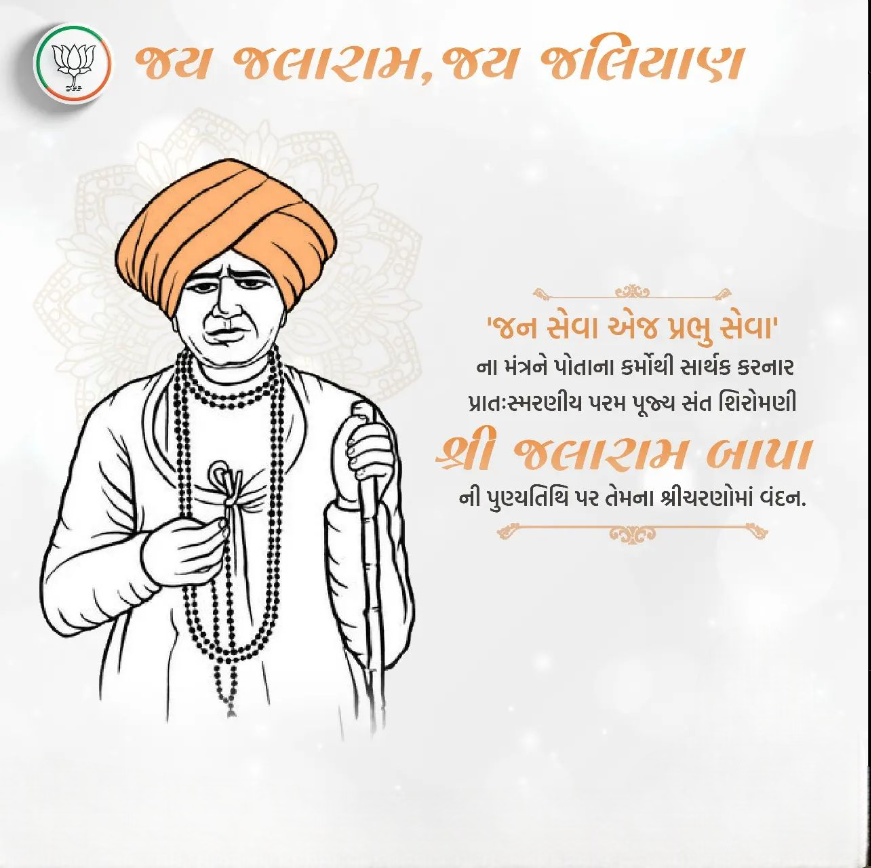 જય જલારામ, જય જલિયાણ
'જન સેવા એજ પ્રભુ સેવા'
ના મંત્રને પોતાના કર્મોથી સાર્થક કરનાર
પ્રાતઃસ્મરણીય પરમ પૂજ્ય સંત શિરોમણી
શ્રી જલારામ બાપા
ની પુણ્યતિથિ પર તેમના શ્રીચરણોમાં વંદન.